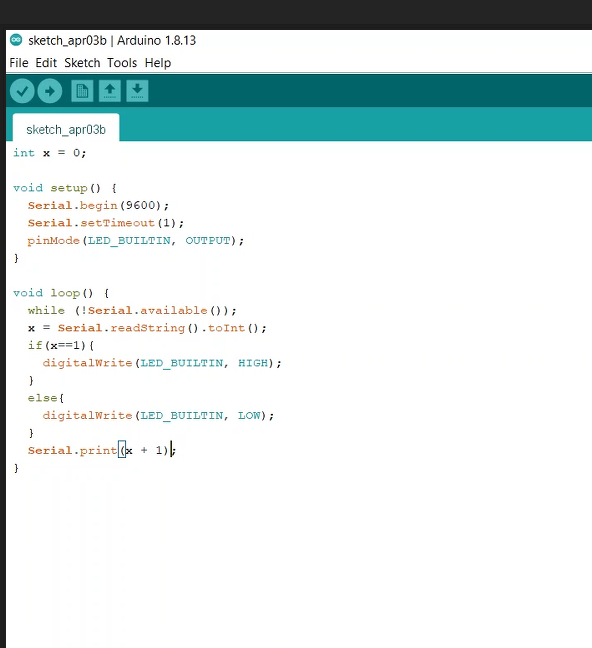 sketch_apr03b | Arduino 1.8.13
File Edit Sketch Tools Help
sketch_apr03b
int x = 0;
void setup() {
  Serial.begin(9600);
  Serial.setTimeout(1);
  pinMode(LED_BUILTIN, OUTPUT);
}
void loop() {
  while (!Serial.available());
  x = Serial.readString().toInt();
  if(x==1){
    digitalWrite(LED_BUILTIN, HIGH);
  }
  else{
    digitalWrite(LED_BUILTIN, LOW);
  }
  Serial.print(x + 1);
}